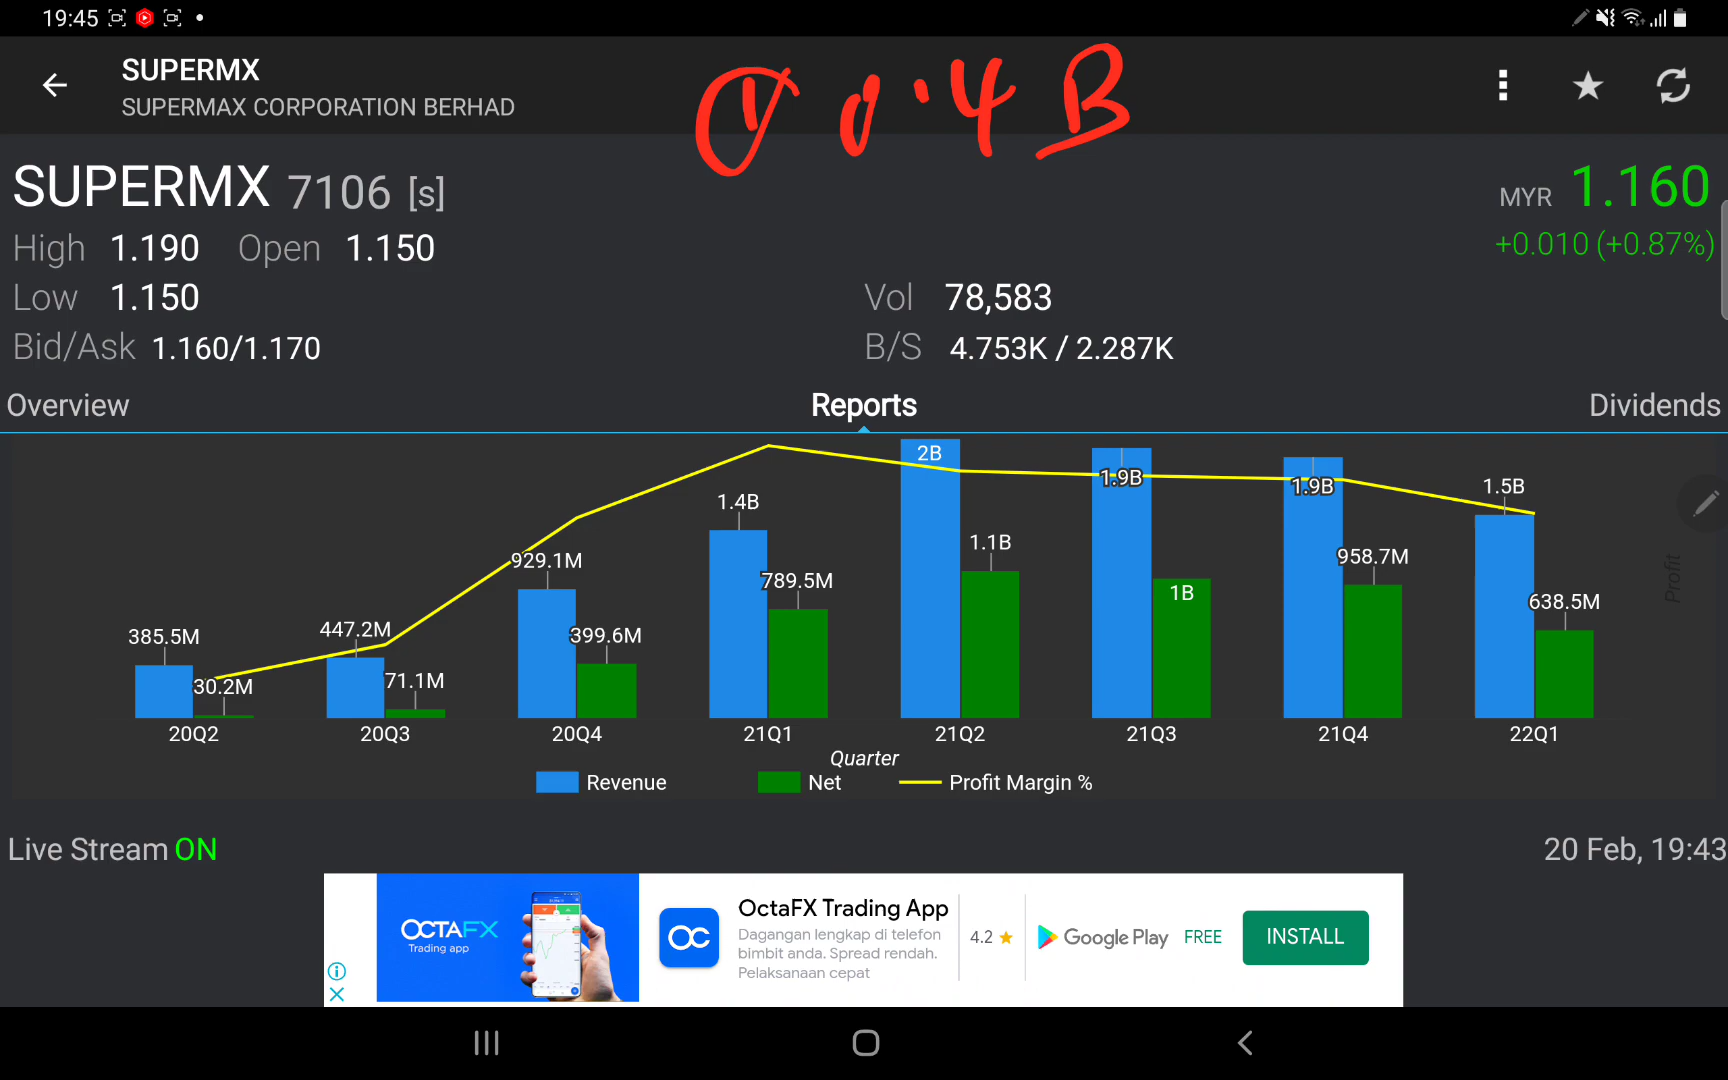 19:45
SUPERMX
SUPERMAX CORPORATION BERHAD
0.4B
SUPERMX 7106 [s]
MYR 1.160
+0.010 (+0.87%)
High 1.190 Open 1.150
Low 1.150
Vol 78,583
Bid/Ask 1.160/1.170
B/S 4.753K / 2.287K
Overview Reports Dividends
2B
1.9B
1.9B
1.5B
1.4B
1.1B
929.1M
958.7M
789.5M
1B
638.5M
385.5M
447.2M
399.6M
30.2M
71.1M
Profit
20Q2 20Q3 20Q4 21Q1 21Q2 21Q3 21Q4 22Q1
Quarter
Revenue Net Profit Margin %
Live Stream ON
20 Feb, 19:43
OCTAFX
Trading app
OC
OctaFX Trading App
Dagangan lengkap di telefon
bimbit anda. Spread rendah.
Pelaksanaan cepat
4.2
Google Play FREE
INSTALL